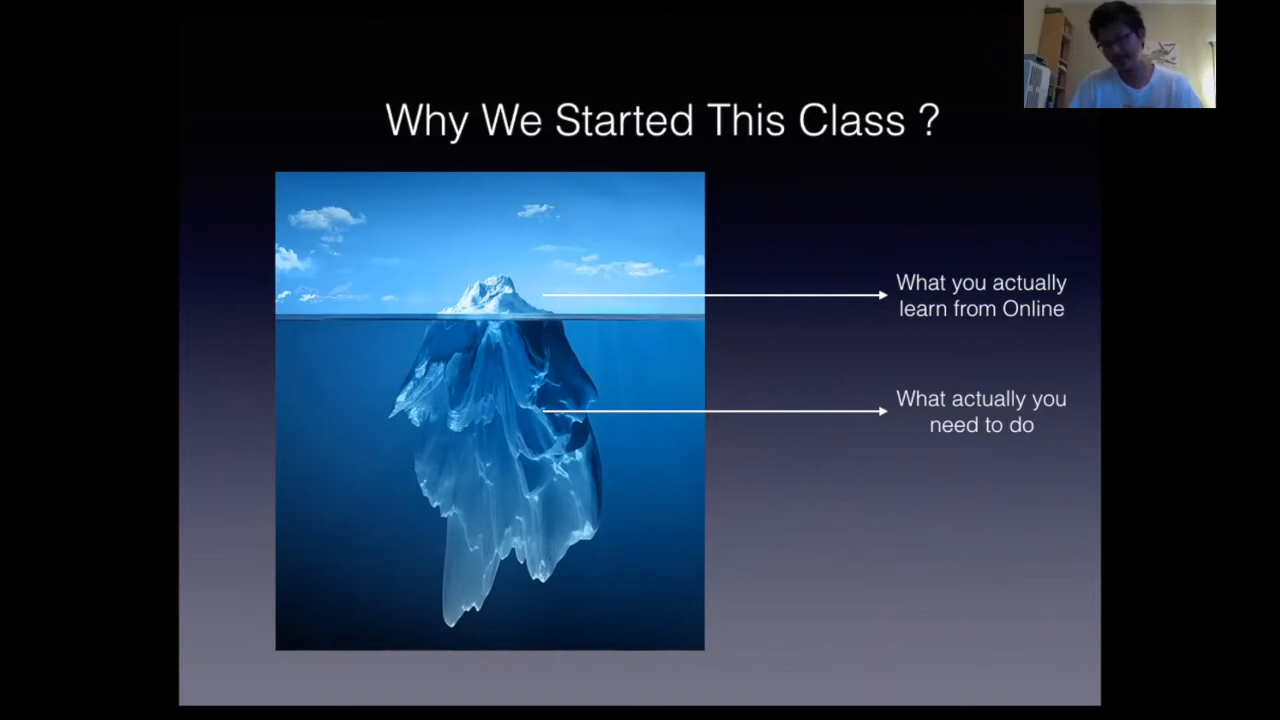 Why We Started This Class ?
What you actually
learn from Online
What actually you
need to do